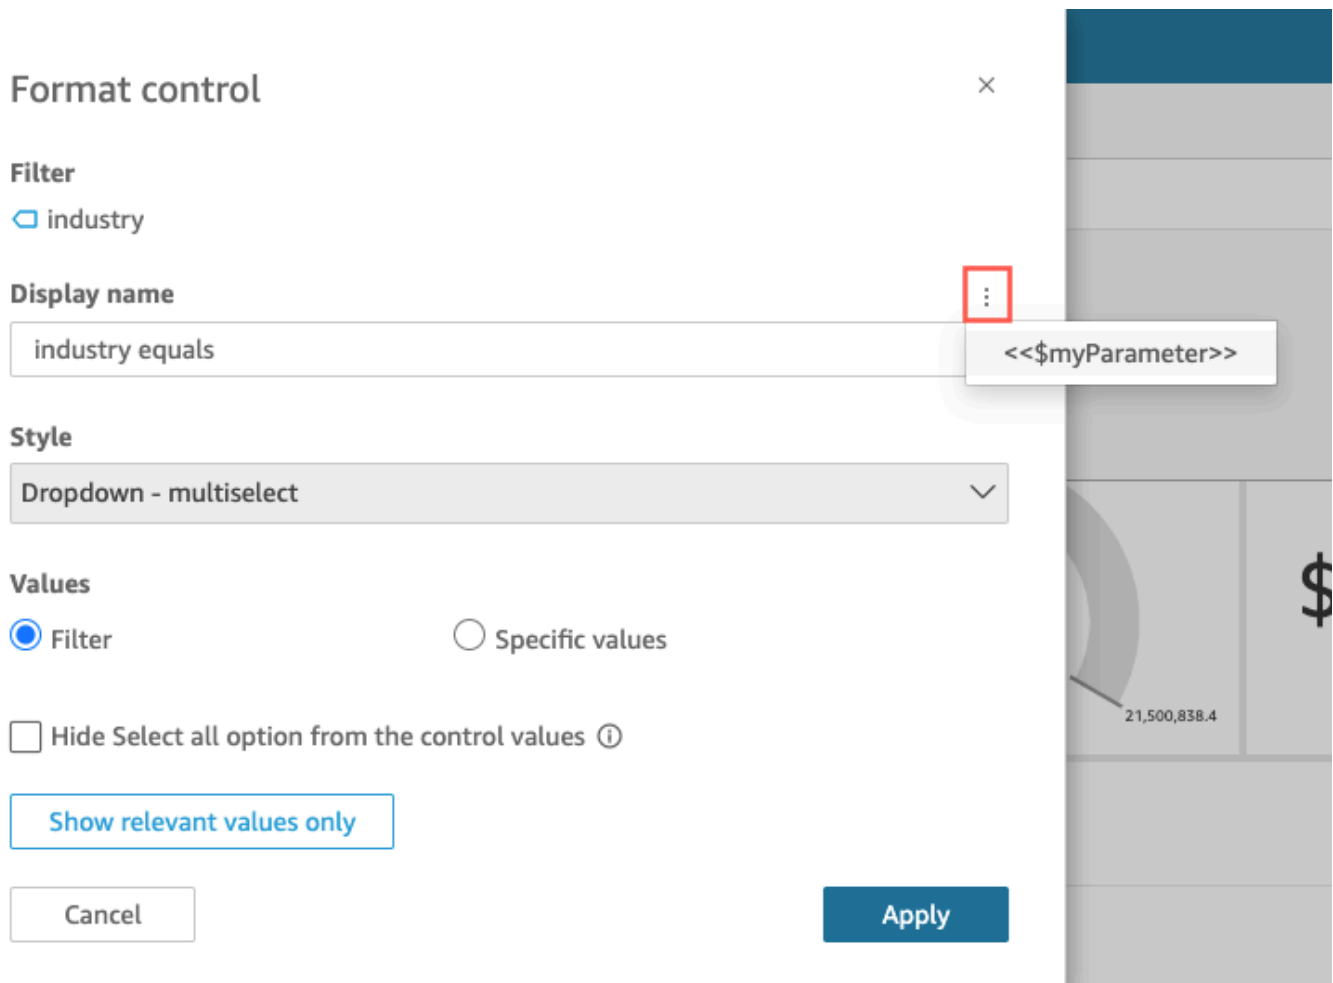 Format control
Filter
industry
Display name
industry equals
<<$myParameter>>
Style
Dropdown - multiselect
Values
Filter
Specific values
Hide Select all option from the control values
Show relevant values only
Cancel
Apply
21,500,838.4
$